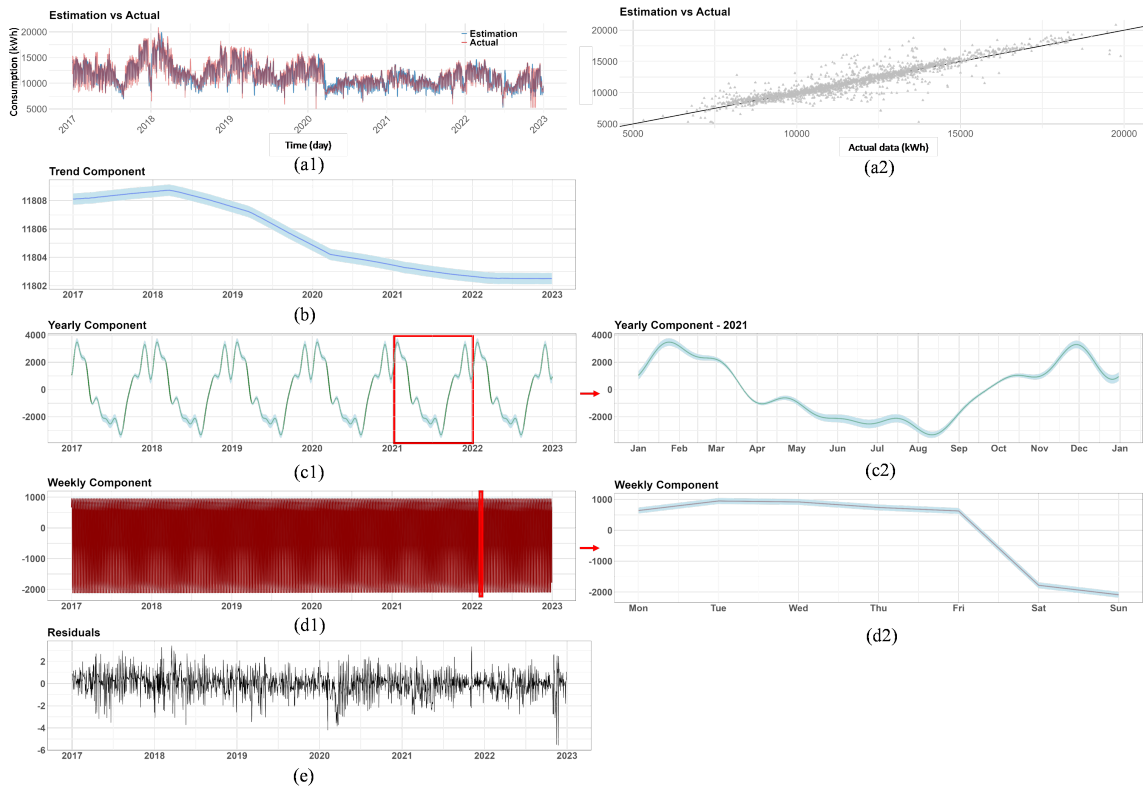 Estimation vs Actual
Consumption (kWh)
20000
15000
10000
5000
Estimation
Actual
2017 2018 2019 2020 2021 2022 2023
Time (day)
(a1)
Estimation vs Actual
20000
15000
10000
5000
5000 10000 15000 20000
Actual data (kWh)
(a2)
Trend Component
11808
11806
11804
11802
2017 2018 2019 2020 2021 2022 2023
(b)
Yearly Component
4000
2000
0
-2000
2017 2018 2019 2020 2021 2022 2023
(c1)
Yearly Component - 2021
4000
2000
0
-2000
Jan Feb Mar Apr May Jun Jul Aug Sep Oct Nov Dec Jan
(c2)
Weekly Component
1000
0
-1000
-2000
2017 2018 2019 2020 2021 2022 2023
(d1)
Weekly Component
1000
0
-1000
-2000
Mon Tue Wed Thu Fri Sat Sun
(d2)
Residuals
2
0
-2
-4
-6
2017 2018 2019 2020 2021 2022 2023
(e)